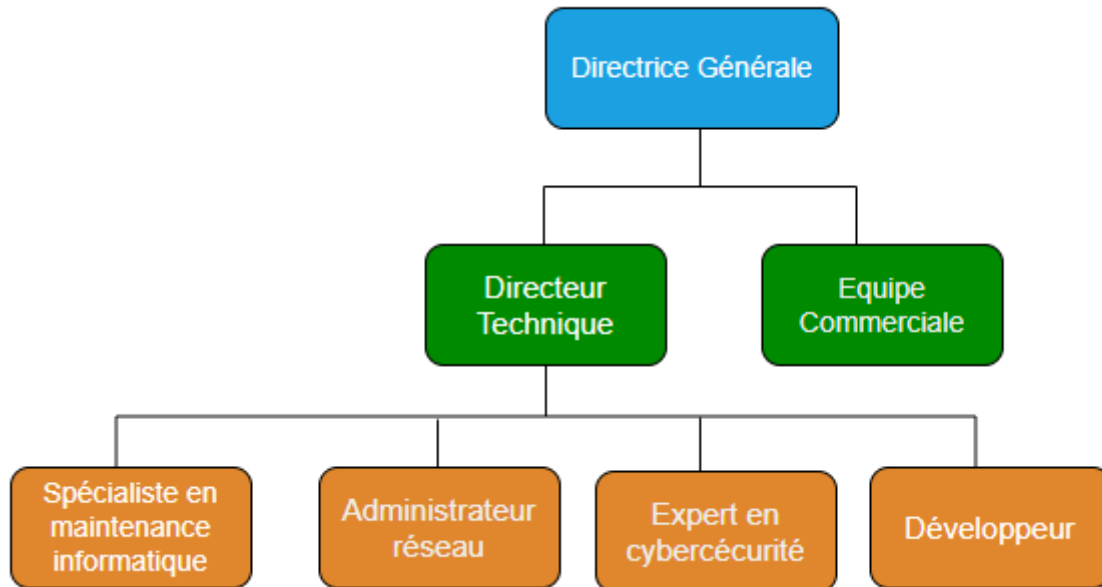 Directrice Générale
Directeur
Technique
Equipe
Commerciale
Spécialiste en
maintenance
informatique
Administrateur
réseau
Expert en
cybercécurité
Développeur